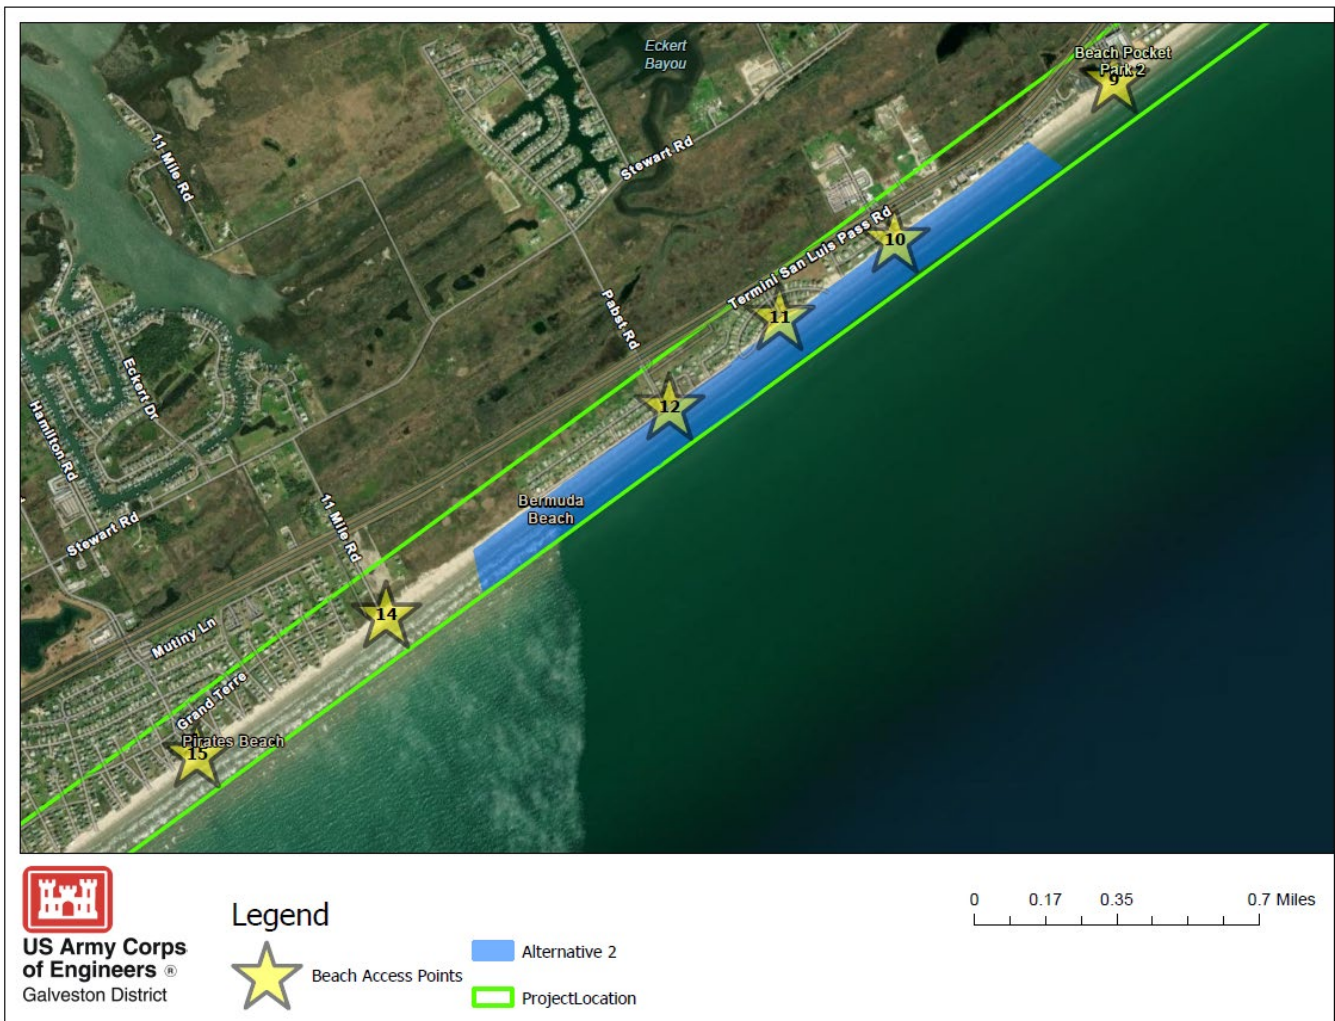 Eckert
Bayou
Beach Pocket
Park 2
9
11 Mile Rd
Stewart Rd
10
Termini San Luis Pass Rd
11
Pabst Rd
12
Eckert Dr
Hamilton Rd
Bermuda
Beach
11 Mile Rd
Stewart Rd
14
Mutiny Ln
Grand Terre
Pirates Beach
15
US Army Corps
of Engineers ®
Galveston District
Legend
Beach Access Points
Alternative 2
ProjectLocation
0 0.17 0.35 0.7 Miles